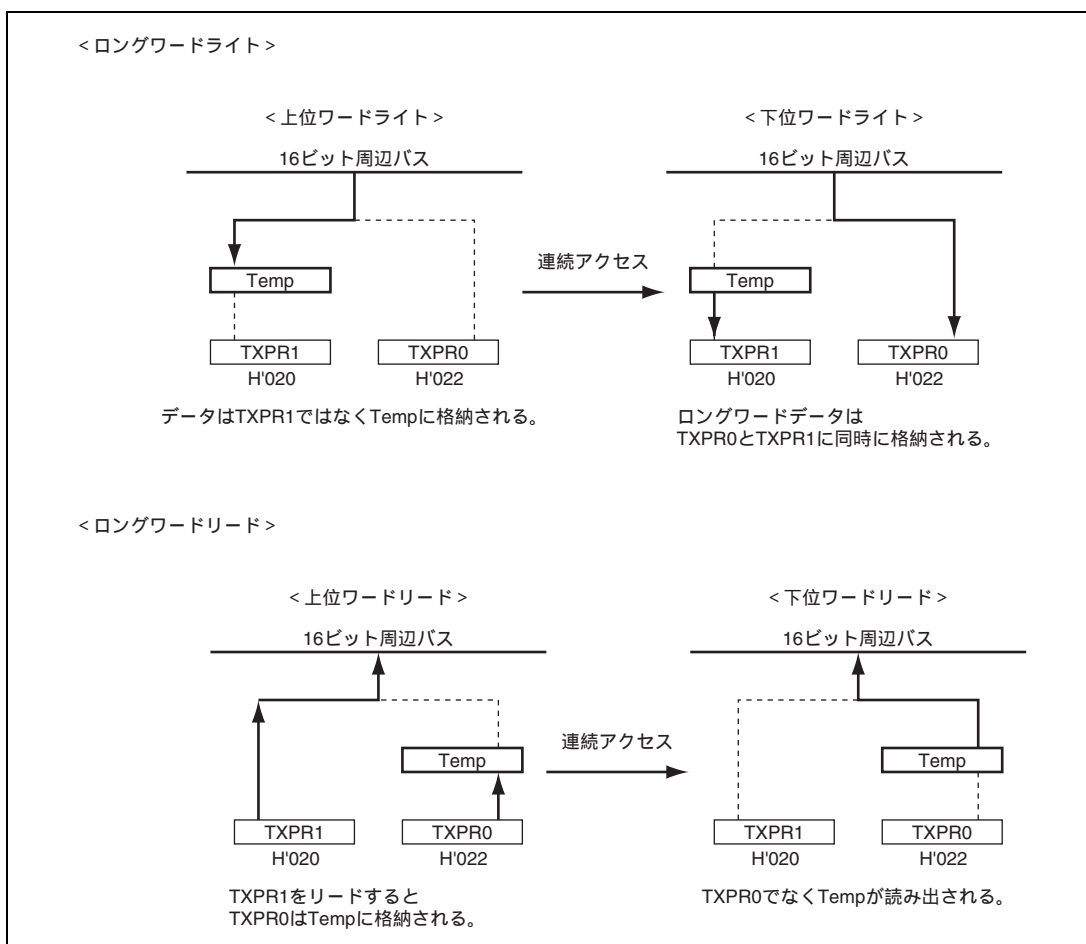 <ロングワードライト>
<上位ワードライト>
16ビット周辺バス
Temp
TXPR1
H'020
TXPR0
H'022
データはTXPR1ではなくTempに格納される。
連続アクセス
<下位ワードライト>
16ビット周辺バス
Temp
TXPR1
H'020
TXPR0
H'022
ロングワードデータは
TXPR0とTXPR1に同時に格納される。
<ロングワードリード>
<上位ワードリード>
16ビット周辺バス
Temp
TXPR1
H'020
TXPR0
H'022
TXPR1をリードすると
TXPR0はTempに格納される。
連続アクセス
<下位ワードリード>
16ビット周辺バス
Temp
TXPR1
H'020
TXPR0
H'022
TXPR0でなくTempが読み出される。